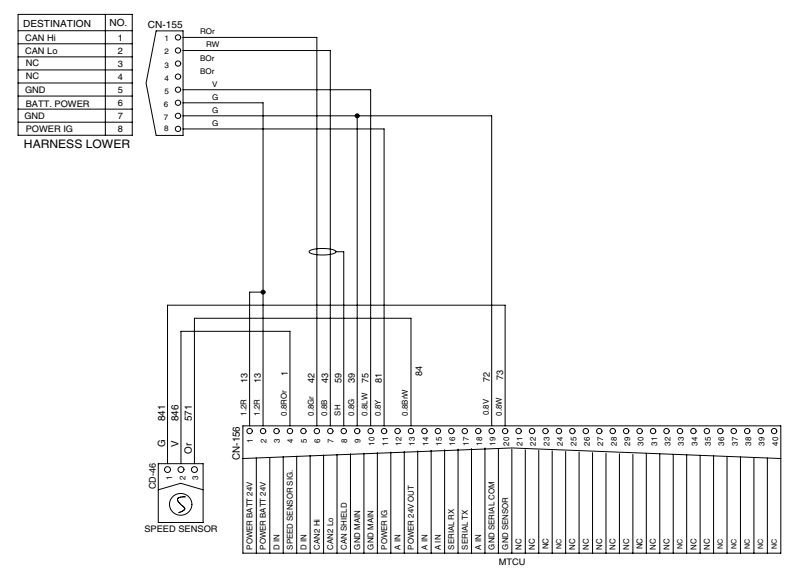 DESTINATION NO.
CAN Hi 1
CAN Lo 2
NC 3
NC 4
GND 5
BATT. POWER 6
GND 7
POWER IG 8
HARNESS LOWER
CN-155
1 ROr
2 RW
3 BOr
4 BOr
5 V
6 G
7 G
8 G
841
846
571
G
V
Or
CD-46
1
2
3
SPEED SENSOR
1.2R 13
1.2R 13
0.8ROr 1
0.8Gr 42
0.8B 43
SH 59
0.8G 39
0.8LW 75
0.8Y 81
0.8BrW
84
0.8V 72
0.8W 73
CN-156
1 POWER BATT 24V
2 POWER BATT 24V
3 D IN
4 SPEED SENSOR SIG.
5 D IN
6 CAN2 Hi
7 CAN2 Lo
8 CAN SHIELD
9 GND MAIN
10 GND MAIN
11 POWER IG
12 A IN
13 POWER 24V OUT
14 A IN
15 A IN
16 SERIAL RX
17 SERIAL TX
18 A IN
19 GND SERIAL COM
20 GND SENSOR
21 NC
22 NC
23 NC
24 NC
25 NC
26 NC
27 NC
28 NC
29 NC
30 NC
31 NC
32 NC
33 NC
34 NC
35 NC
36 NC
37 NC
38 NC
39 NC
40 NC
MTCU